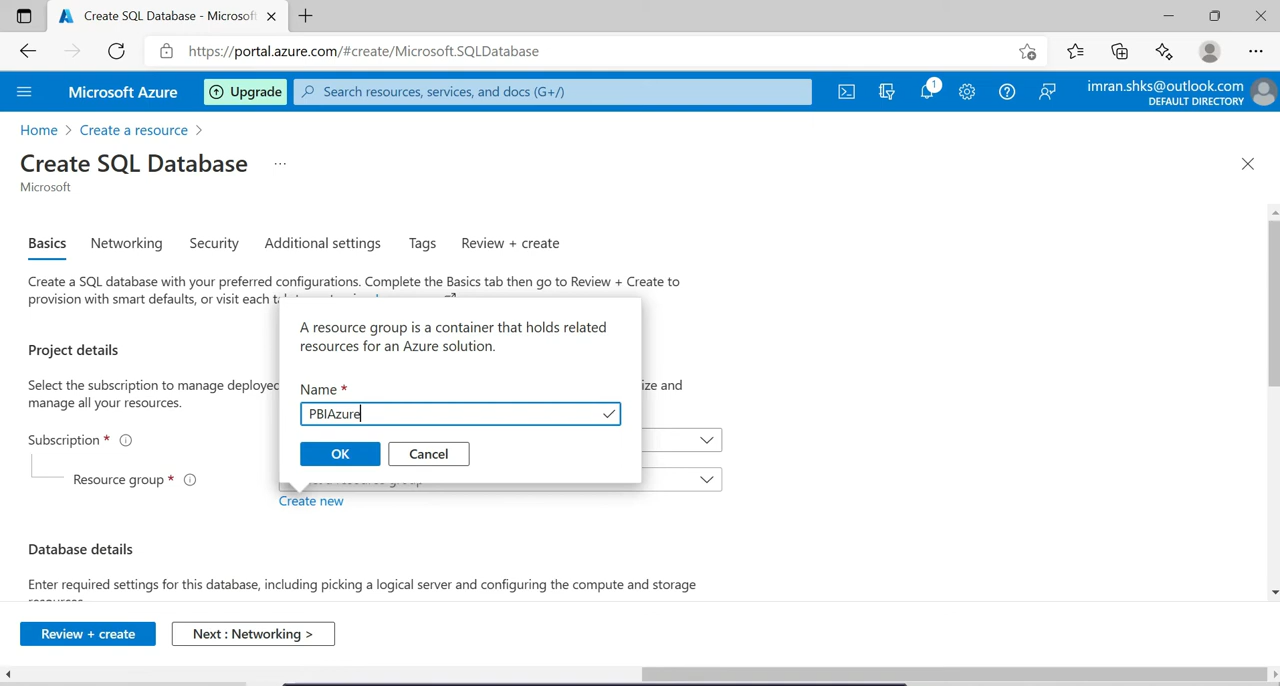 Create SQL Database - Microsof
https://portal.azure.com/#create/Microsoft.SQLDatabase
Microsoft Azure
Upgrade
Search resources, services, and docs (G+/)
1
imran.shks@outlook.com
DEFAULT DIRECTORY
Home > Create a resource >
Create SQL Database ...
Microsoft
Basics Networking Security Additional settings Tags Review + create
Create a SQL database with your preferred configurations. Complete the Basics tab then go to Review + Create to
provision with smart defaults, or visit each
A resource group is a container that holds related
resources for an Azure solution.
Project details
Select the subscription to manage deployed
ize and
manage all your resources.
Name *
PBIAzure
OK Cancel
Subscription *
Resource group *
Create new
Database details
Enter required settings for this database, including picking a logical server and configuring the compute and storage
Review + create Next : Networking >